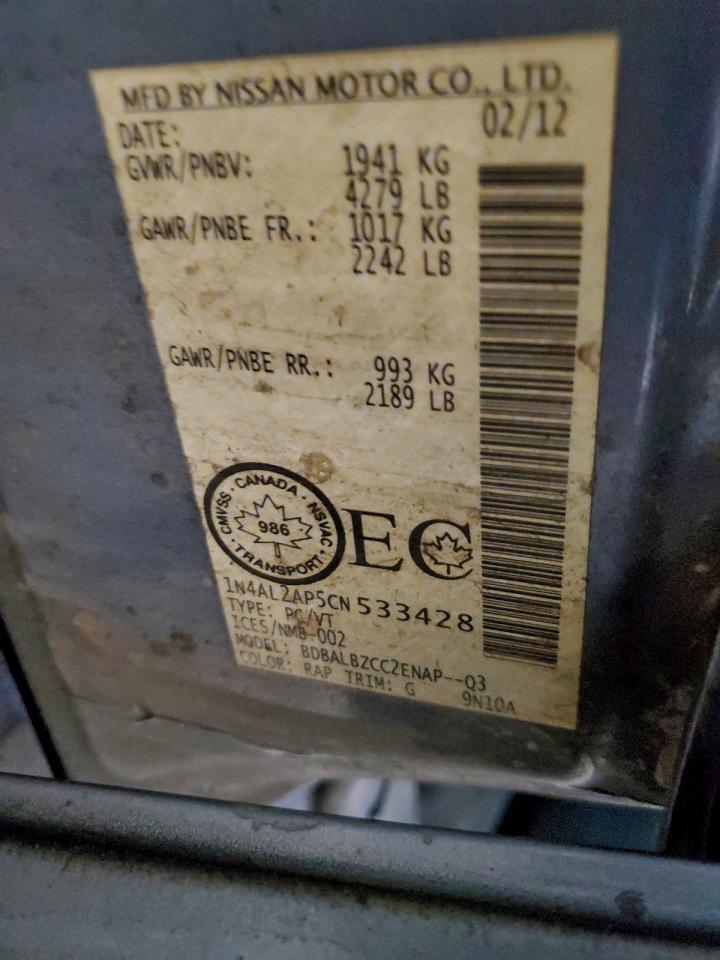 MFD BY NISSAN MOTOR CO., LTD.
DATE: 02/12
GVWR/PNBV: 1941 KG
4279 LB
GAWR/PNBE FR.: 1017 KG
2242 LB
GAWR/PNBE RR.: 993 KG
2189 LB
CANADA · NSVAC · TRANSPORT · CMVSS ·
986
EC
1N4AL2AP5CN533428
TYPE: PC/VT
ICES/NMB-002
MODEL: BDBALBZCC2ENAP--Q3
COLOR: RAP TRIM: G 9N10A